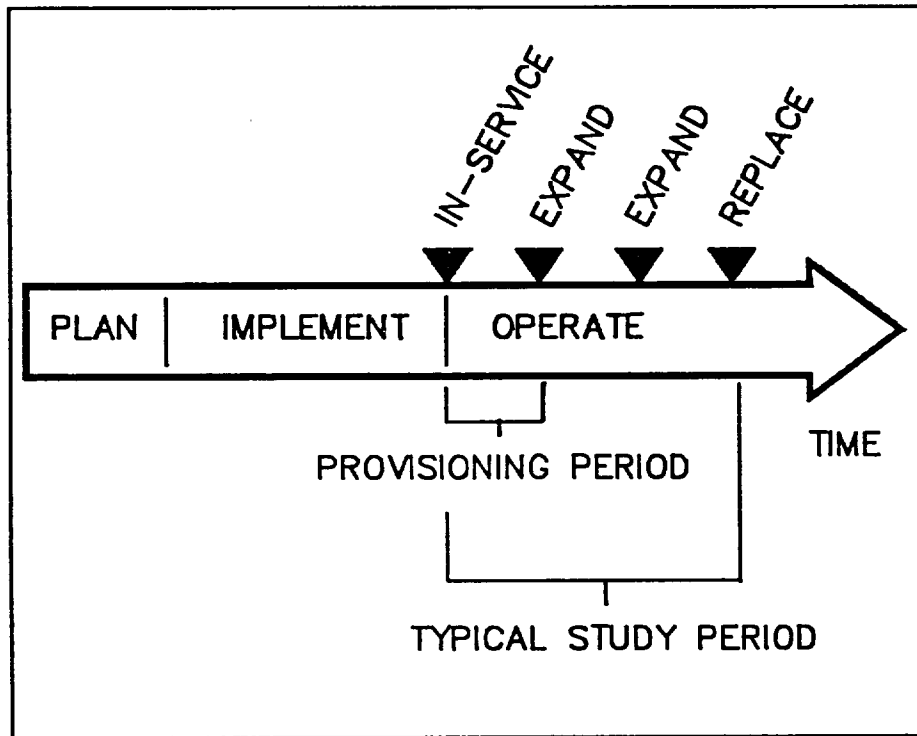 IN-SERVICE
EXPAND
EXPAND
REPLACE
PLAN
IMPLEMENT
OPERATE
TIME
PROVISIONING PERIOD
TYPICAL STUDY PERIOD